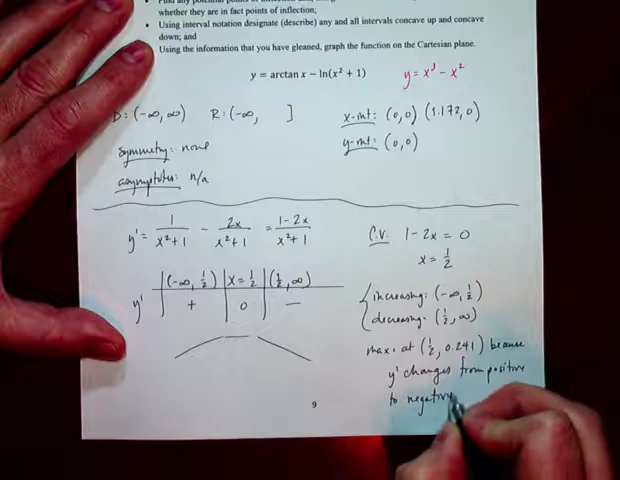 whether they are in fact points of inflection;
• Using interval notation designate (describe) any and all intervals concave up and concave
down; and
Using the information that you have gleaned, graph the function on the Cartesian plane.
y = arctan x − ln(x² + 1) y = x³ − x²
D: (-∞, ∞) R: (-∞, ] x-int: (0,0) (1.172, 0)
symmetry: none y-int: (0,0)
asymptotes: n/a
y' = 1/(x²+1) − 2x/(x²+1) = (1−2x)/(x²+1) C.V. 1 − 2x = 0
x = 1/2
(-∞, 1/2) | x = 1/2 | (1/2, ∞)
y' + 0 −
increasing: (-∞, 1/2)
decreasing: (1/2, ∞)
max. at (1/2, 0.241) because
y' changes from positive
to negative
9